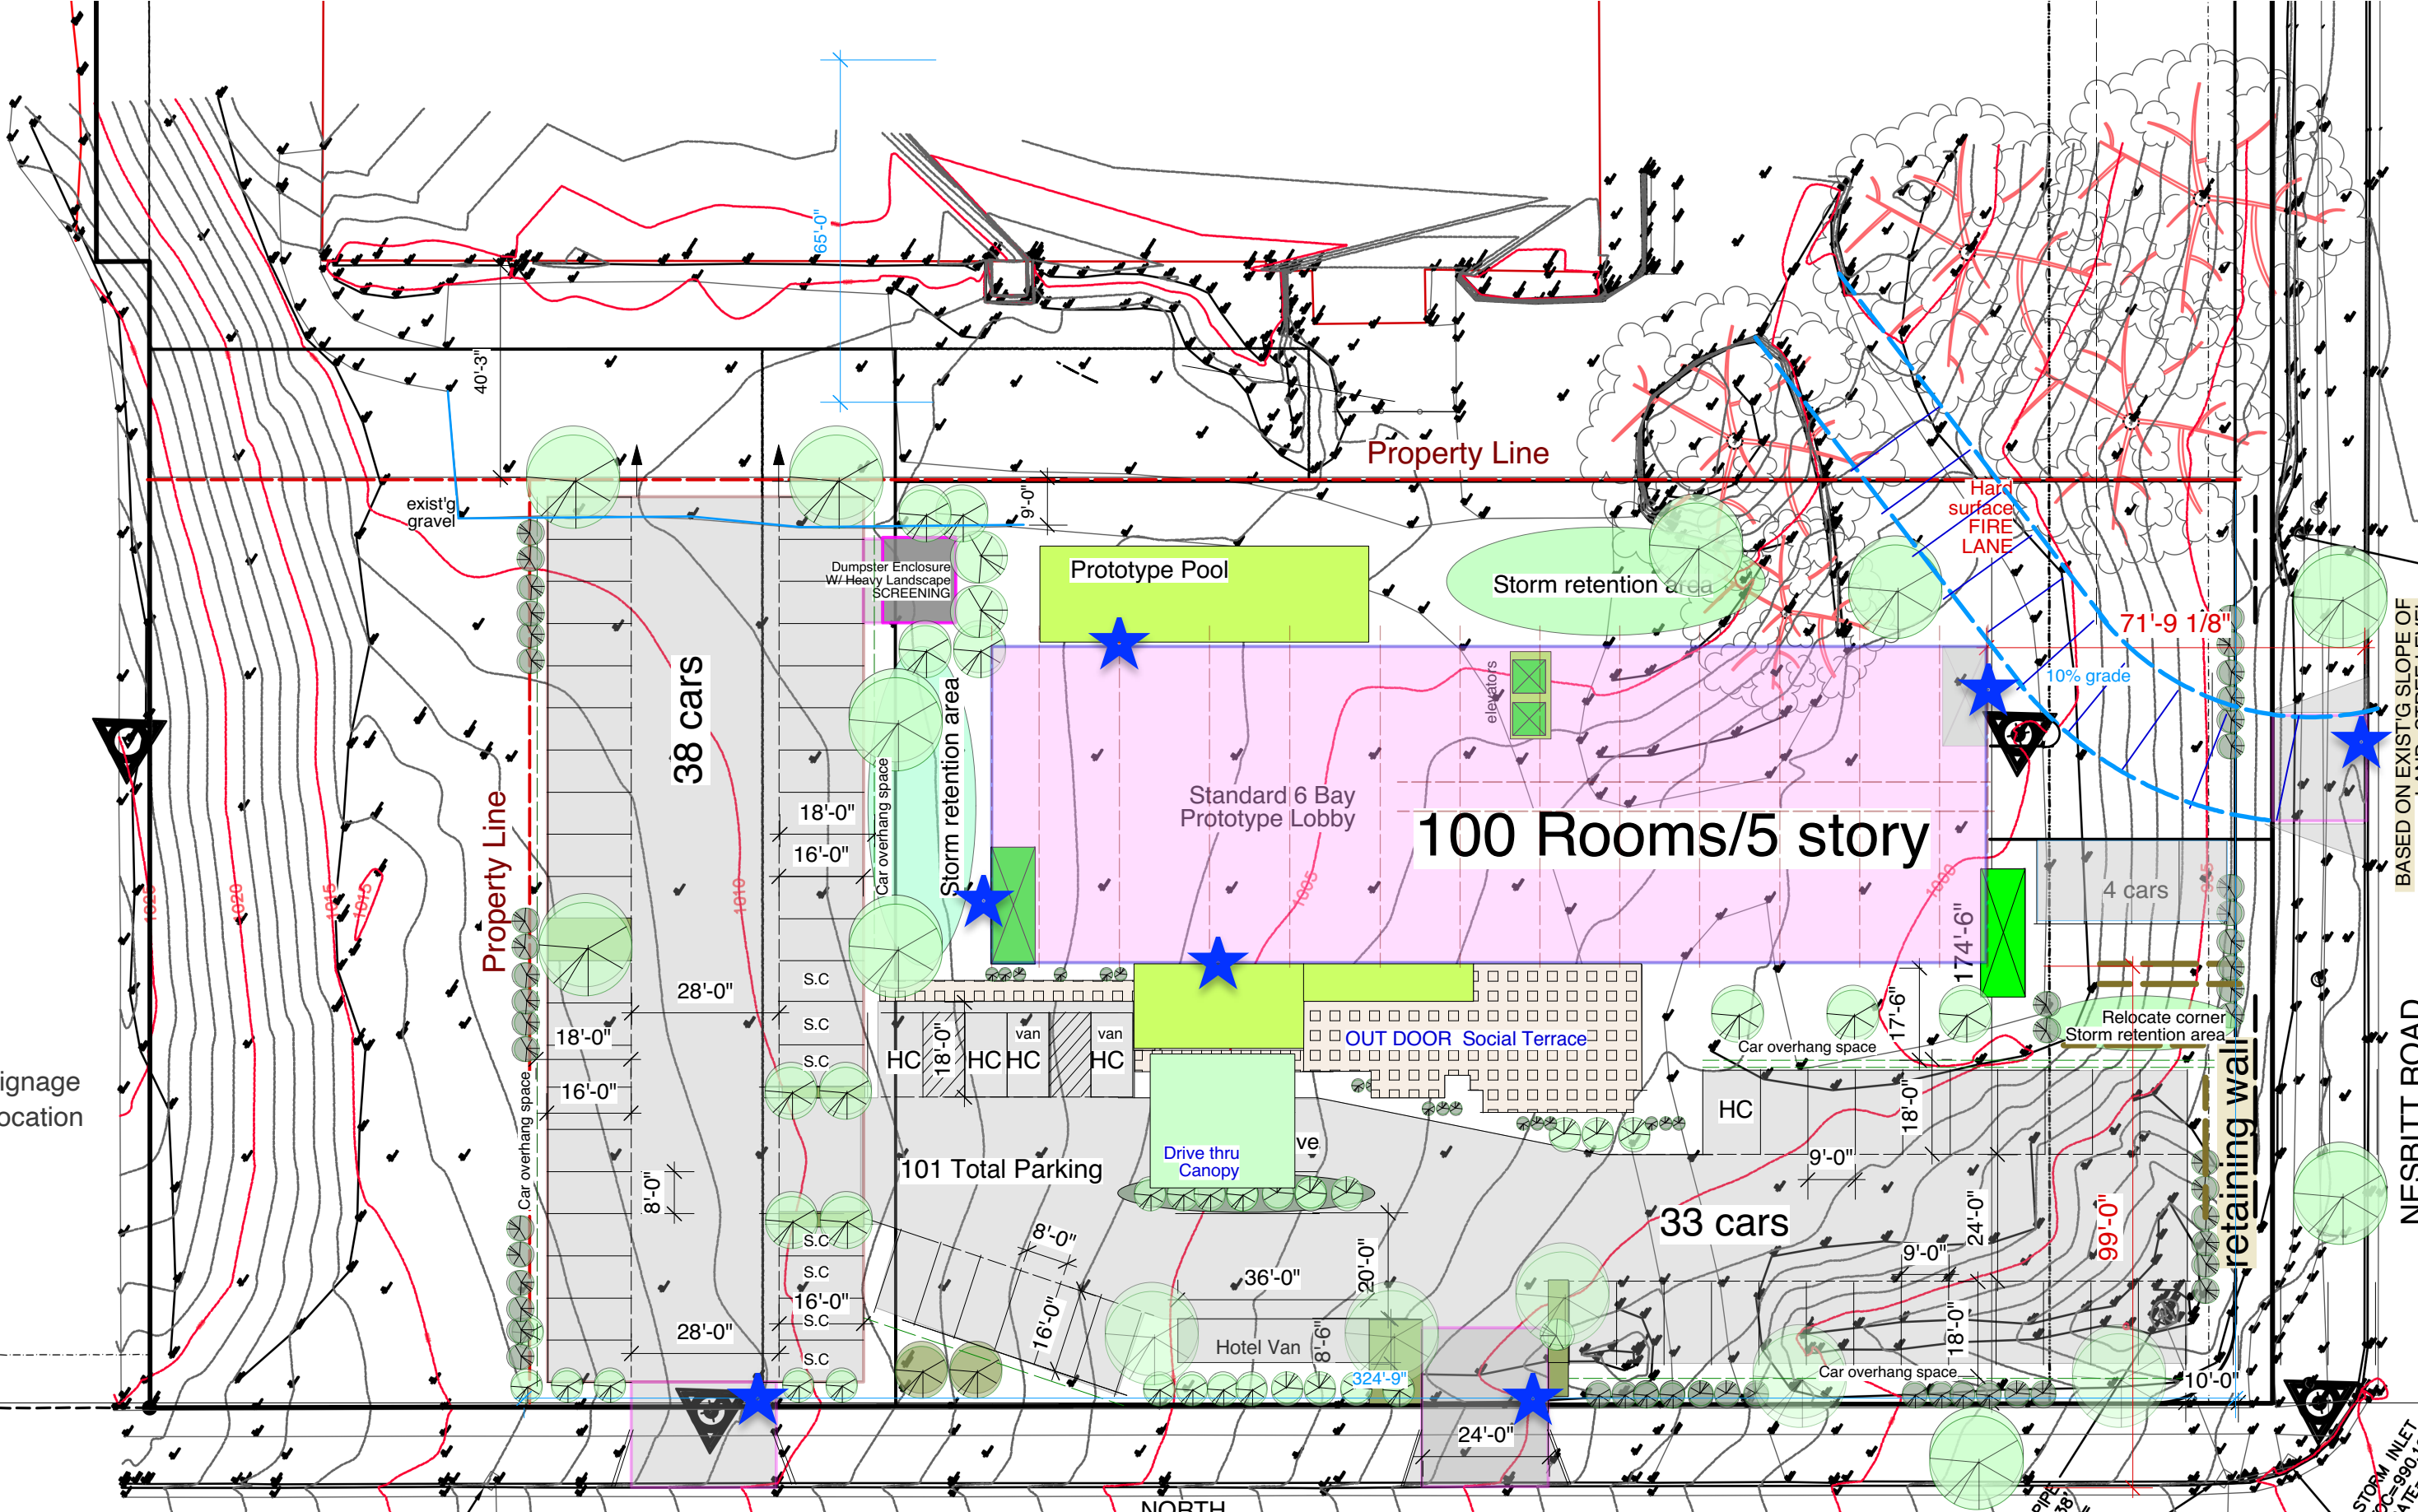 65'-0"
40'-3"
Property Line
exist'g
gravel
9'-0"
Hard
surface
FIRE
LANE
Dumpster Enclosure
W/ Heavy Landscape
SCREENING
Prototype Pool
Storm retention area
71'-9 1/8"
10% grade
BASED ON EXIST'G SLOPE OF
38 cars
elevators
Storm retention area
Car overhang space
Property Line
18'-0"
16'-0"
Standard 6 Bay
Prototype Lobby
100 Rooms/5 story
1025
1020
1015
1015
1010
1005
1000
4 cars
174'-6"
S.C
28'-0"
S.C
18'-0"
S.C
16'-0"
HC
18'-0"
HC
van
HC
van
HC
OUT DOOR Social Terrace
17'-6"
Car overhang space
Relocate corner
Storm retention area
ignage
ocation
Car overhang space
HC
18'-0"
9'-0"
retaining wall
NESBITT ROAD
101 Total Parking
Drive thru
Canopy
ve
8'-0"
33 cars
24'-0"
99'-0"
S.C
S.C
S.C
16'-0"
S.C
28'-0"
S.C
8'-0"
16'-0"
36'-0"
20'-0"
9'-0"
18'-0"
Hotel Van
8'-6"
324'-9"
Car overhang space
10'-0"
24'-0"
NORTH
STORM INLET
PIPE